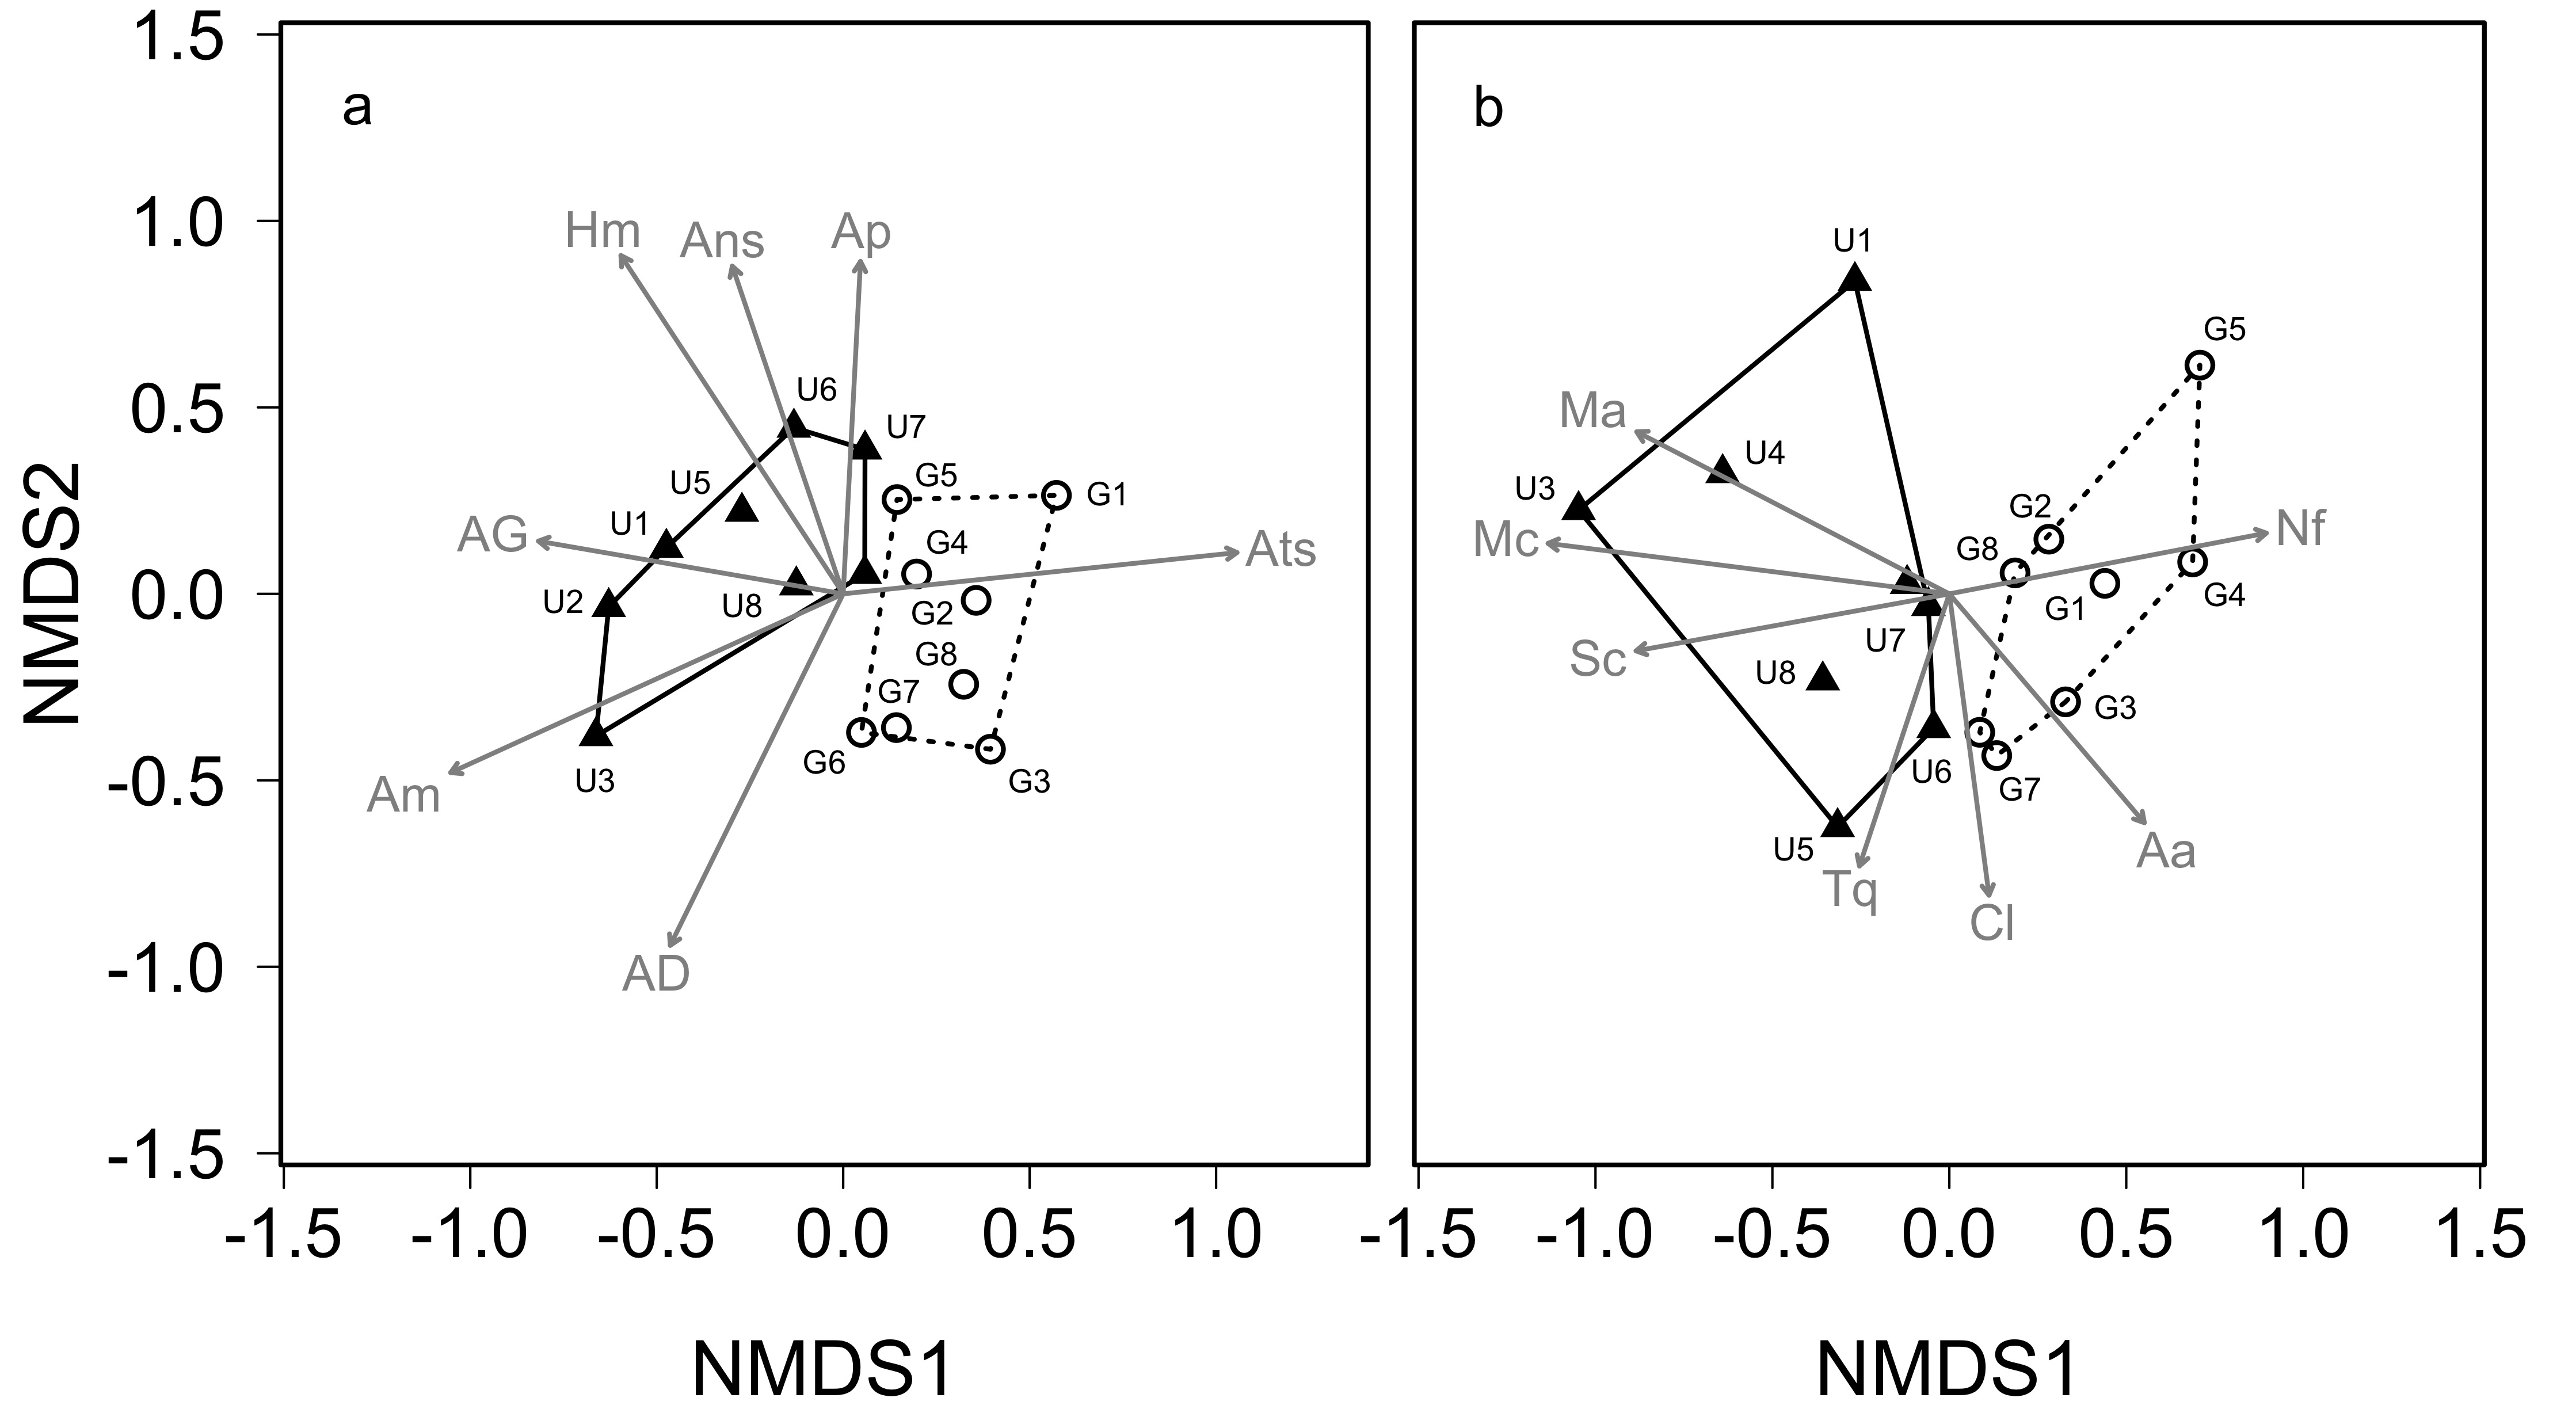 1.5
1.0
0.5
0.0
-0.5
-1.0
-1.5
NMDS2
a
Hm
Ans
Ap
U6
U7
U5
G5
G1
U1
AG
G4
Ats
U2
U8
G2
G8
G7
Am
U3
G6
G3
AD
-1.5
-1.0
-0.5
0.0
0.5
1.0
NMDS1
b
U1
G5
Ma
U4
U3
G2
Nf
Mc
G8
G1
G4
U7
Sc
U8
G3
U6
G7
U5
Aa
Tq
Cl
-1.5
-1.0
-0.5
0.0
0.5
1.0
1.5
NMDS1